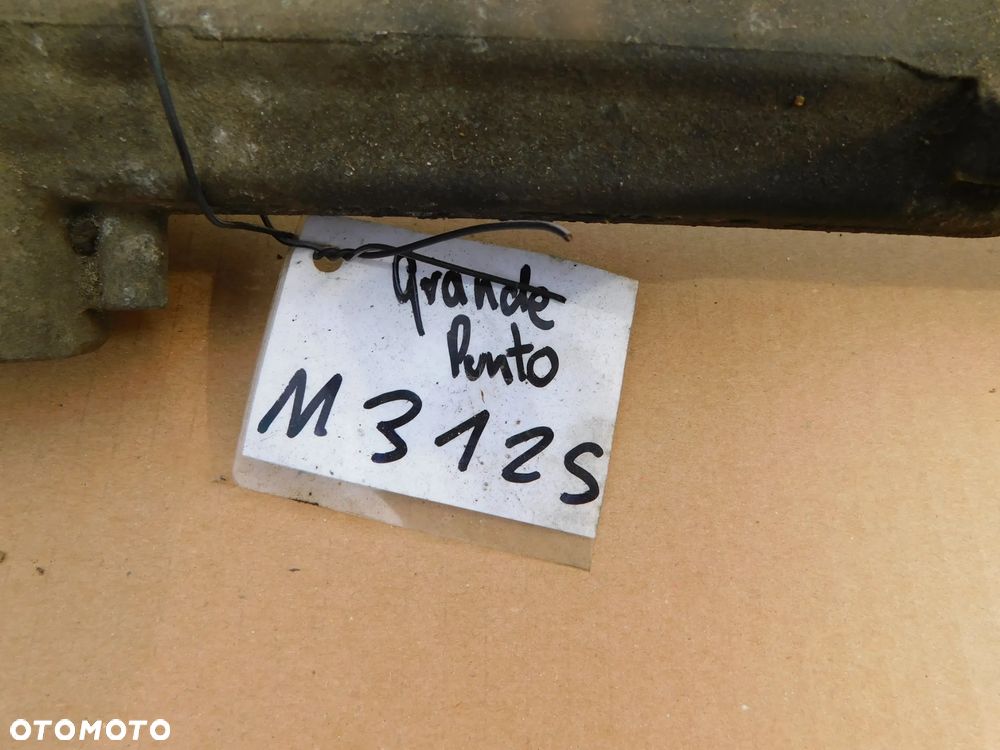 Grande
Punto
M312S
OTOMOTO